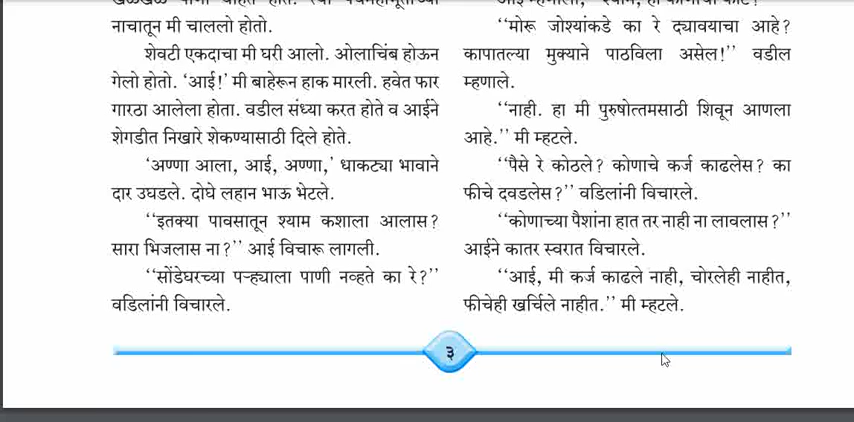 नाचातून मी चाललो होतो.
शेवटी एकदाचा मी घरी आलो. ओलाचिंब होऊन
गेलो होतो. ‘आई!’ मी बाहेरून हाक मारली. हवेत फार
गारठा आलेला होता. वडील संध्या करत होते व आईने
शेगडीत निखारे शेकण्यासाठी दिले होते.
‘अण्णा आला, आई, अण्णा,’ धाकट्या भावाने
दार उघडले. दोघे लहान भाऊ भेटले.
‘‘इतक्या पावसातून श्याम कशाला आलास?
सारा भिजलास ना?’’ आई विचारू लागली.
‘‘सोंडेघरच्या पऱ्ह्याला पाणी नव्हते का रे?’’
वडिलांनी विचारले.
‘‘मोरू जोश्यांकडे का रे द्यावयाचा आहे?
कापातल्या मुक्याने पाठविला असेल!’’ वडील
म्हणाले.
‘‘नाही. हा मी पुरुषोत्तमसाठी शिवून आणला
आहे.’’ मी म्हटले.
‘‘पैसे रे कोठले? कोणाचे कर्ज काढलेस? का
फीचे दवडलेस?’’ वडिलांनी विचारले.
‘‘कोणाच्या पैशांना हात तर नाही ना लावलास?’’
आईने कातर स्वरात विचारले.
‘‘आई, मी कर्ज काढले नाही, चोरलेही नाहीत,
फीचेही खर्चिले नाहीत.’’ मी म्हटले.
३